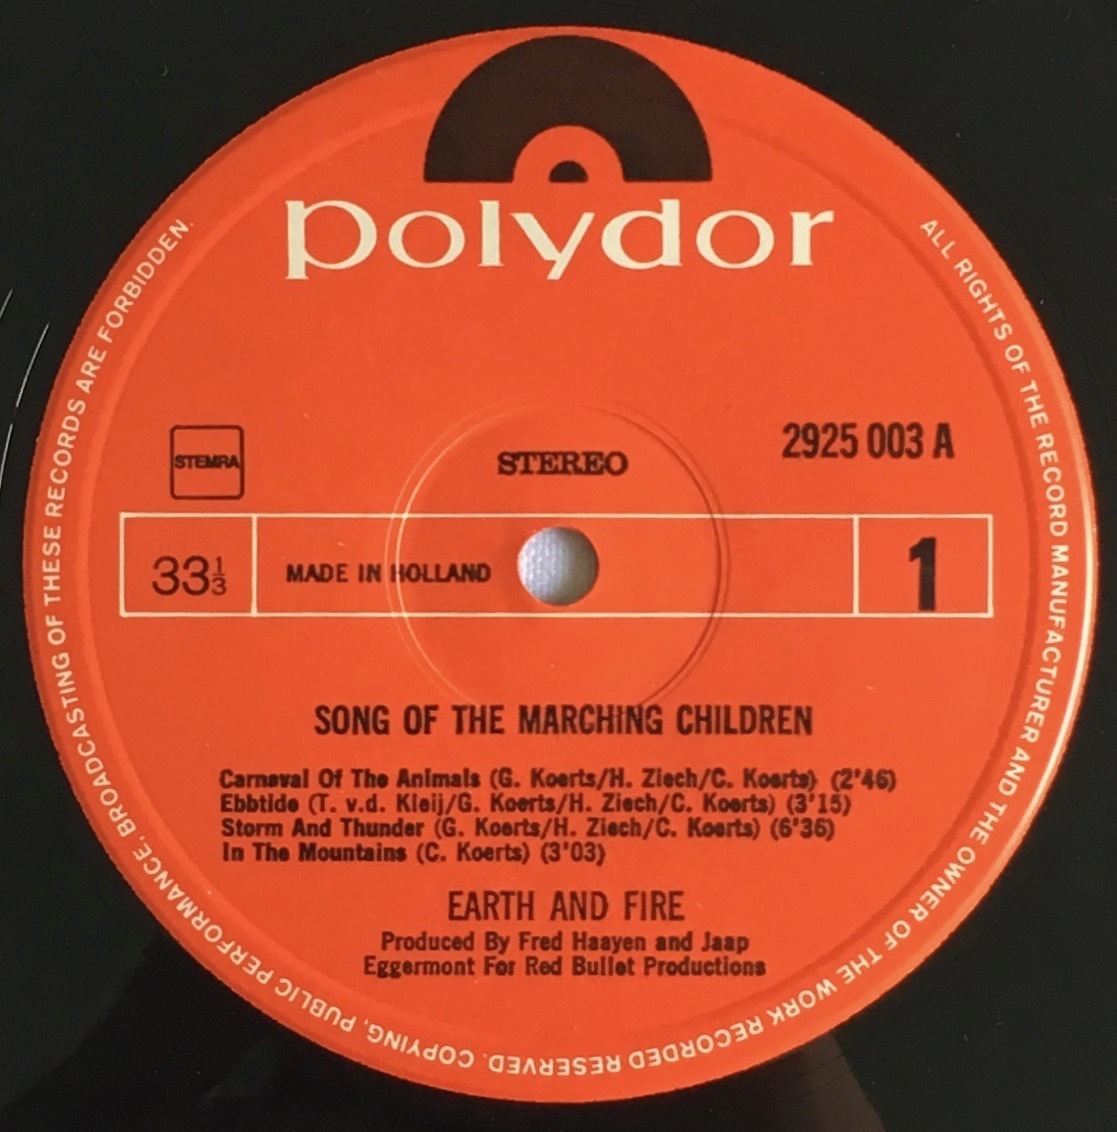 polydor
STEMRA
STEREO
2925 003 A
33⅓
MADE IN HOLLAND
1
SONG OF THE MARCHING CHILDREN
Carnaval Of The Animals (G. Koerts/H. Ziech/C. Koerts) (2'46)
Ebbtide (T. v.d. Kleij/G. Koerts/H. Ziech/C. Koerts) (3'15)
Storm And Thunder (G. Koerts/H. Ziech/C. Koerts) (6'36)
In The Mountains (C. Koerts) (3'03)
EARTH AND FIRE
Produced By Fred Haayen and Jaap
Eggermont For Red Bullet Productions
ALL RIGHTS OF THE RECORD MANUFACTURER AND THE OWNER OF THE WORK RECORDED RESERVED. COPYING, PUBLIC PERFORMANCE, BROADCASTING OF THESE RECORDS ARE FORBIDDEN.